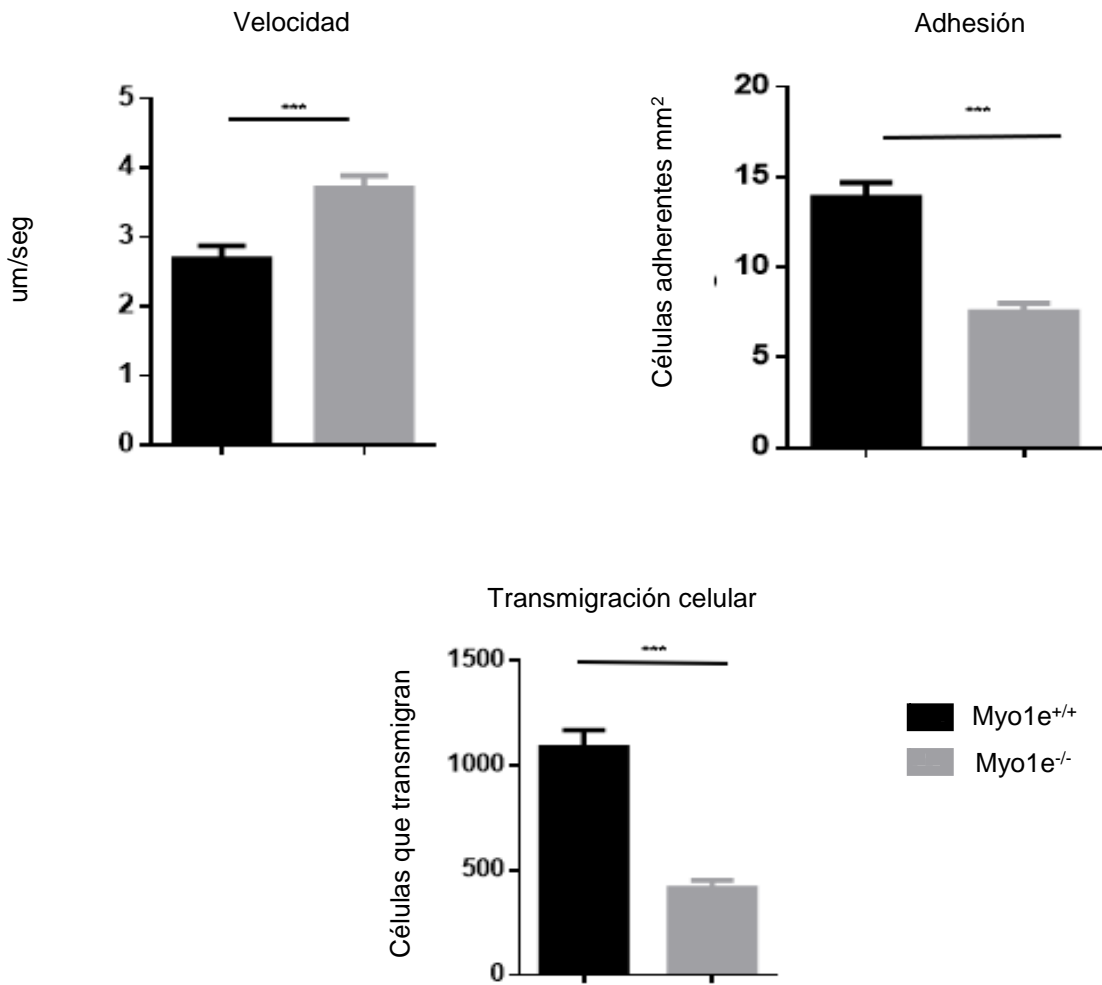 Velocidad
um/seg
5
4
3
2
1
0
***
Adhesión
Células adherentes mm²
20
15
10
5
0
***
Transmigración celular
Células que transmigran
1500
1000
500
0
***
Myo1e+/+
Myo1e-/-